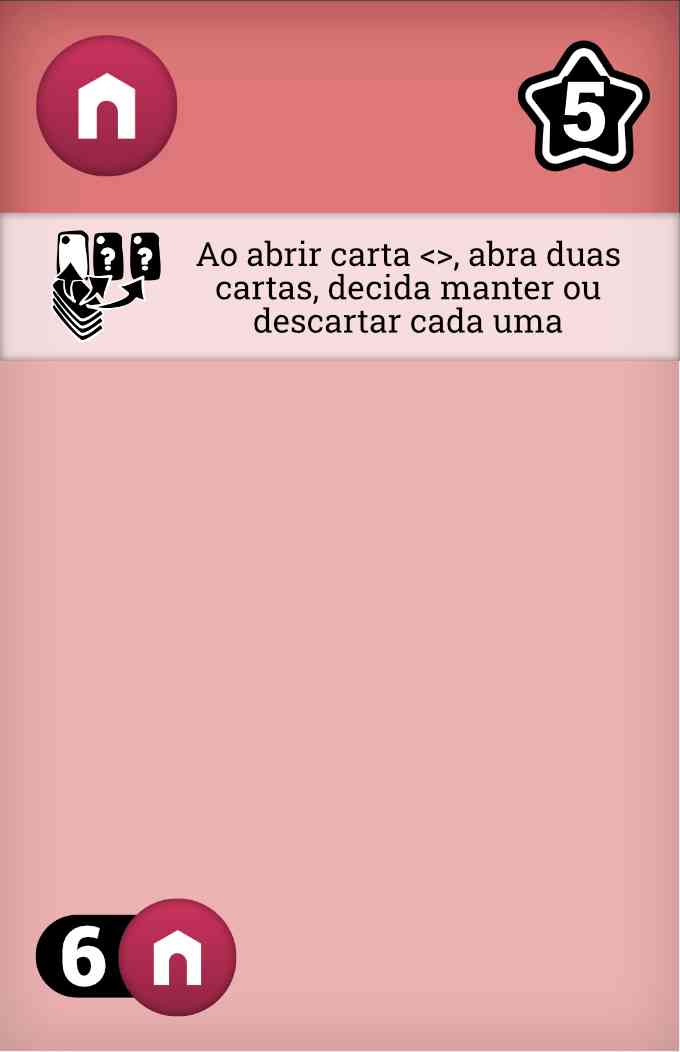 5
? ?
Ao abrir carta <>, abra duas
cartas, decida manter ou
descartar cada uma
6